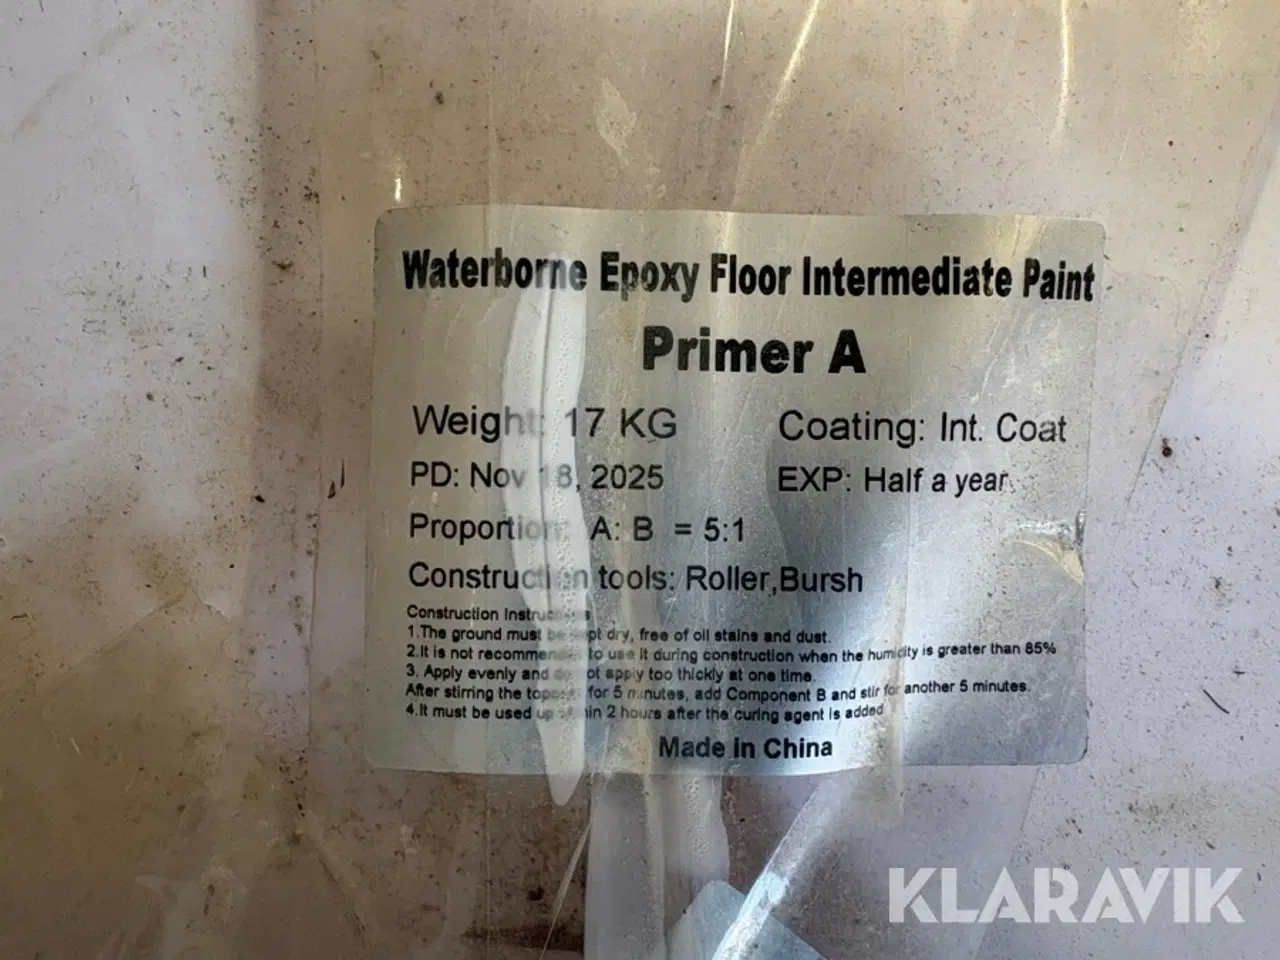 Waterborne Epoxy Floor Intermediate Paint
Primer A
Weight: 17 KG Coating: Int. Coat
PD: Nov 18, 2025 EXP: Half a year
Proportion: A: B = 5:1
Construction tools: Roller,Bursh
Construction Instructions
1.The ground must be kept dry, free of oil stains and dust.
2.It is not recommended to use it during construction when the humidity is greater than 85%
3. Apply evenly and do not apply too thickly at one time.
After stirring the for 5 minutes, add Component B and stir for another 5 minutes.
4.It must be used up within 2 hours after the curing agent is added
Made in China
KLARAVIK